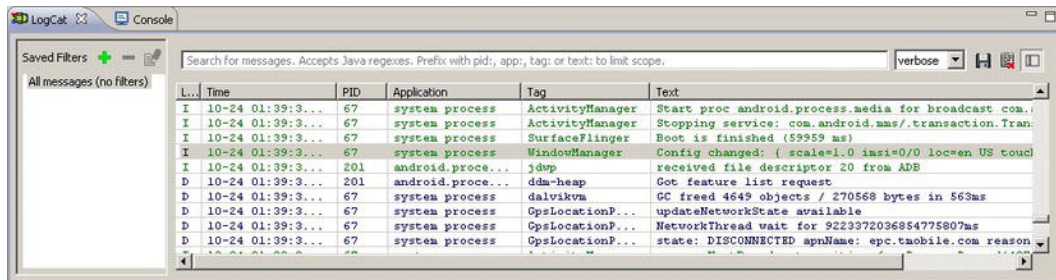 LogCat Console
Saved Filters
All messages (no filters)
Search for messages. Accepts Java regexes. Prefix with pid:, app:, tag: or text: to limit scope.
verbose
L... Time PID Application Tag Text
I 10-24 01:39:3... 67 system process ActivityManager Start proc android.process.media for broadcast com.
I 10-24 01:39:3... 67 system process ActivityManager Stopping service: com.android.mms/.transaction.Tran
I 10-24 01:39:3... 67 system process SurfaceFlinger Boot is finished (59959 ms)
I 10-24 01:39:3... 67 system process WindowManager Config changed: { scale=1.0 imsi=0/0 loc=en US touc
I 10-24 01:39:3... 201 android.proce... jdwp received file descriptor 20 from ADB
D 10-24 01:39:3... 201 android.proce... ddm-heap Got feature list request
D 10-24 01:39:3... 67 system process dalvikvm GC freed 4649 objects / 270568 bytes in 563ms
D 10-24 01:39:3... 67 system process GpsLocationP... updateNetworkState available
D 10-24 01:39:3... 67 system process GpsLocationP... NetworkThread wait for 9223372036854775807ms
D 10-24 01:39:3... 67 system process GpsLocationP... state: DISCONNECTED apnName: epc.tmobile.com reason